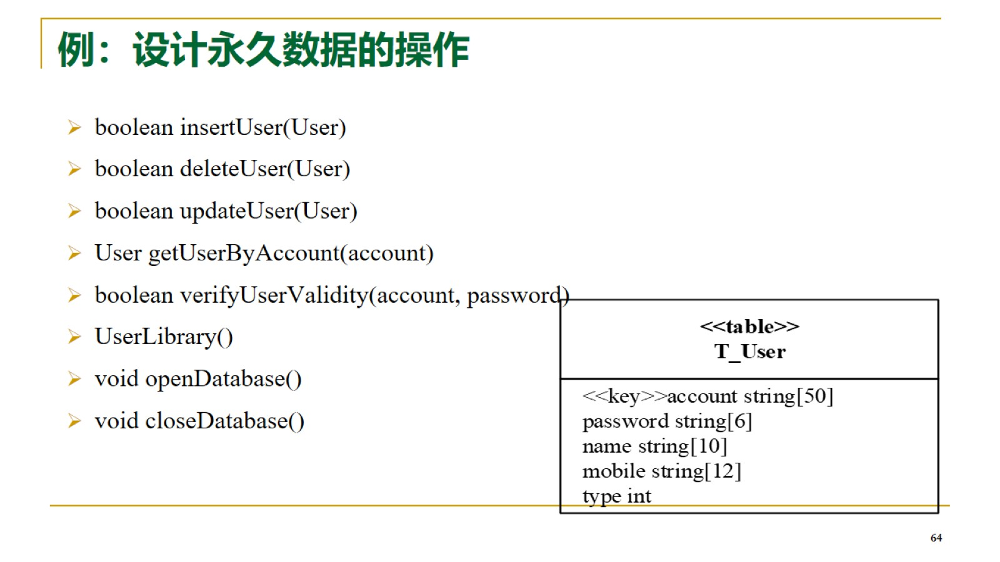 例：设计永久数据的操作
boolean insertUser(User)
boolean deleteUser(User)
boolean updateUser(User)
User getUserByAccount(account)
boolean verifyUserValidity(account, password)
UserLibrary()
void openDatabase()
void closeDatabase()
<<table>>
T_User
<<key>>account string[50]
password string[6]
name string[10]
mobile string[12]
type int
64